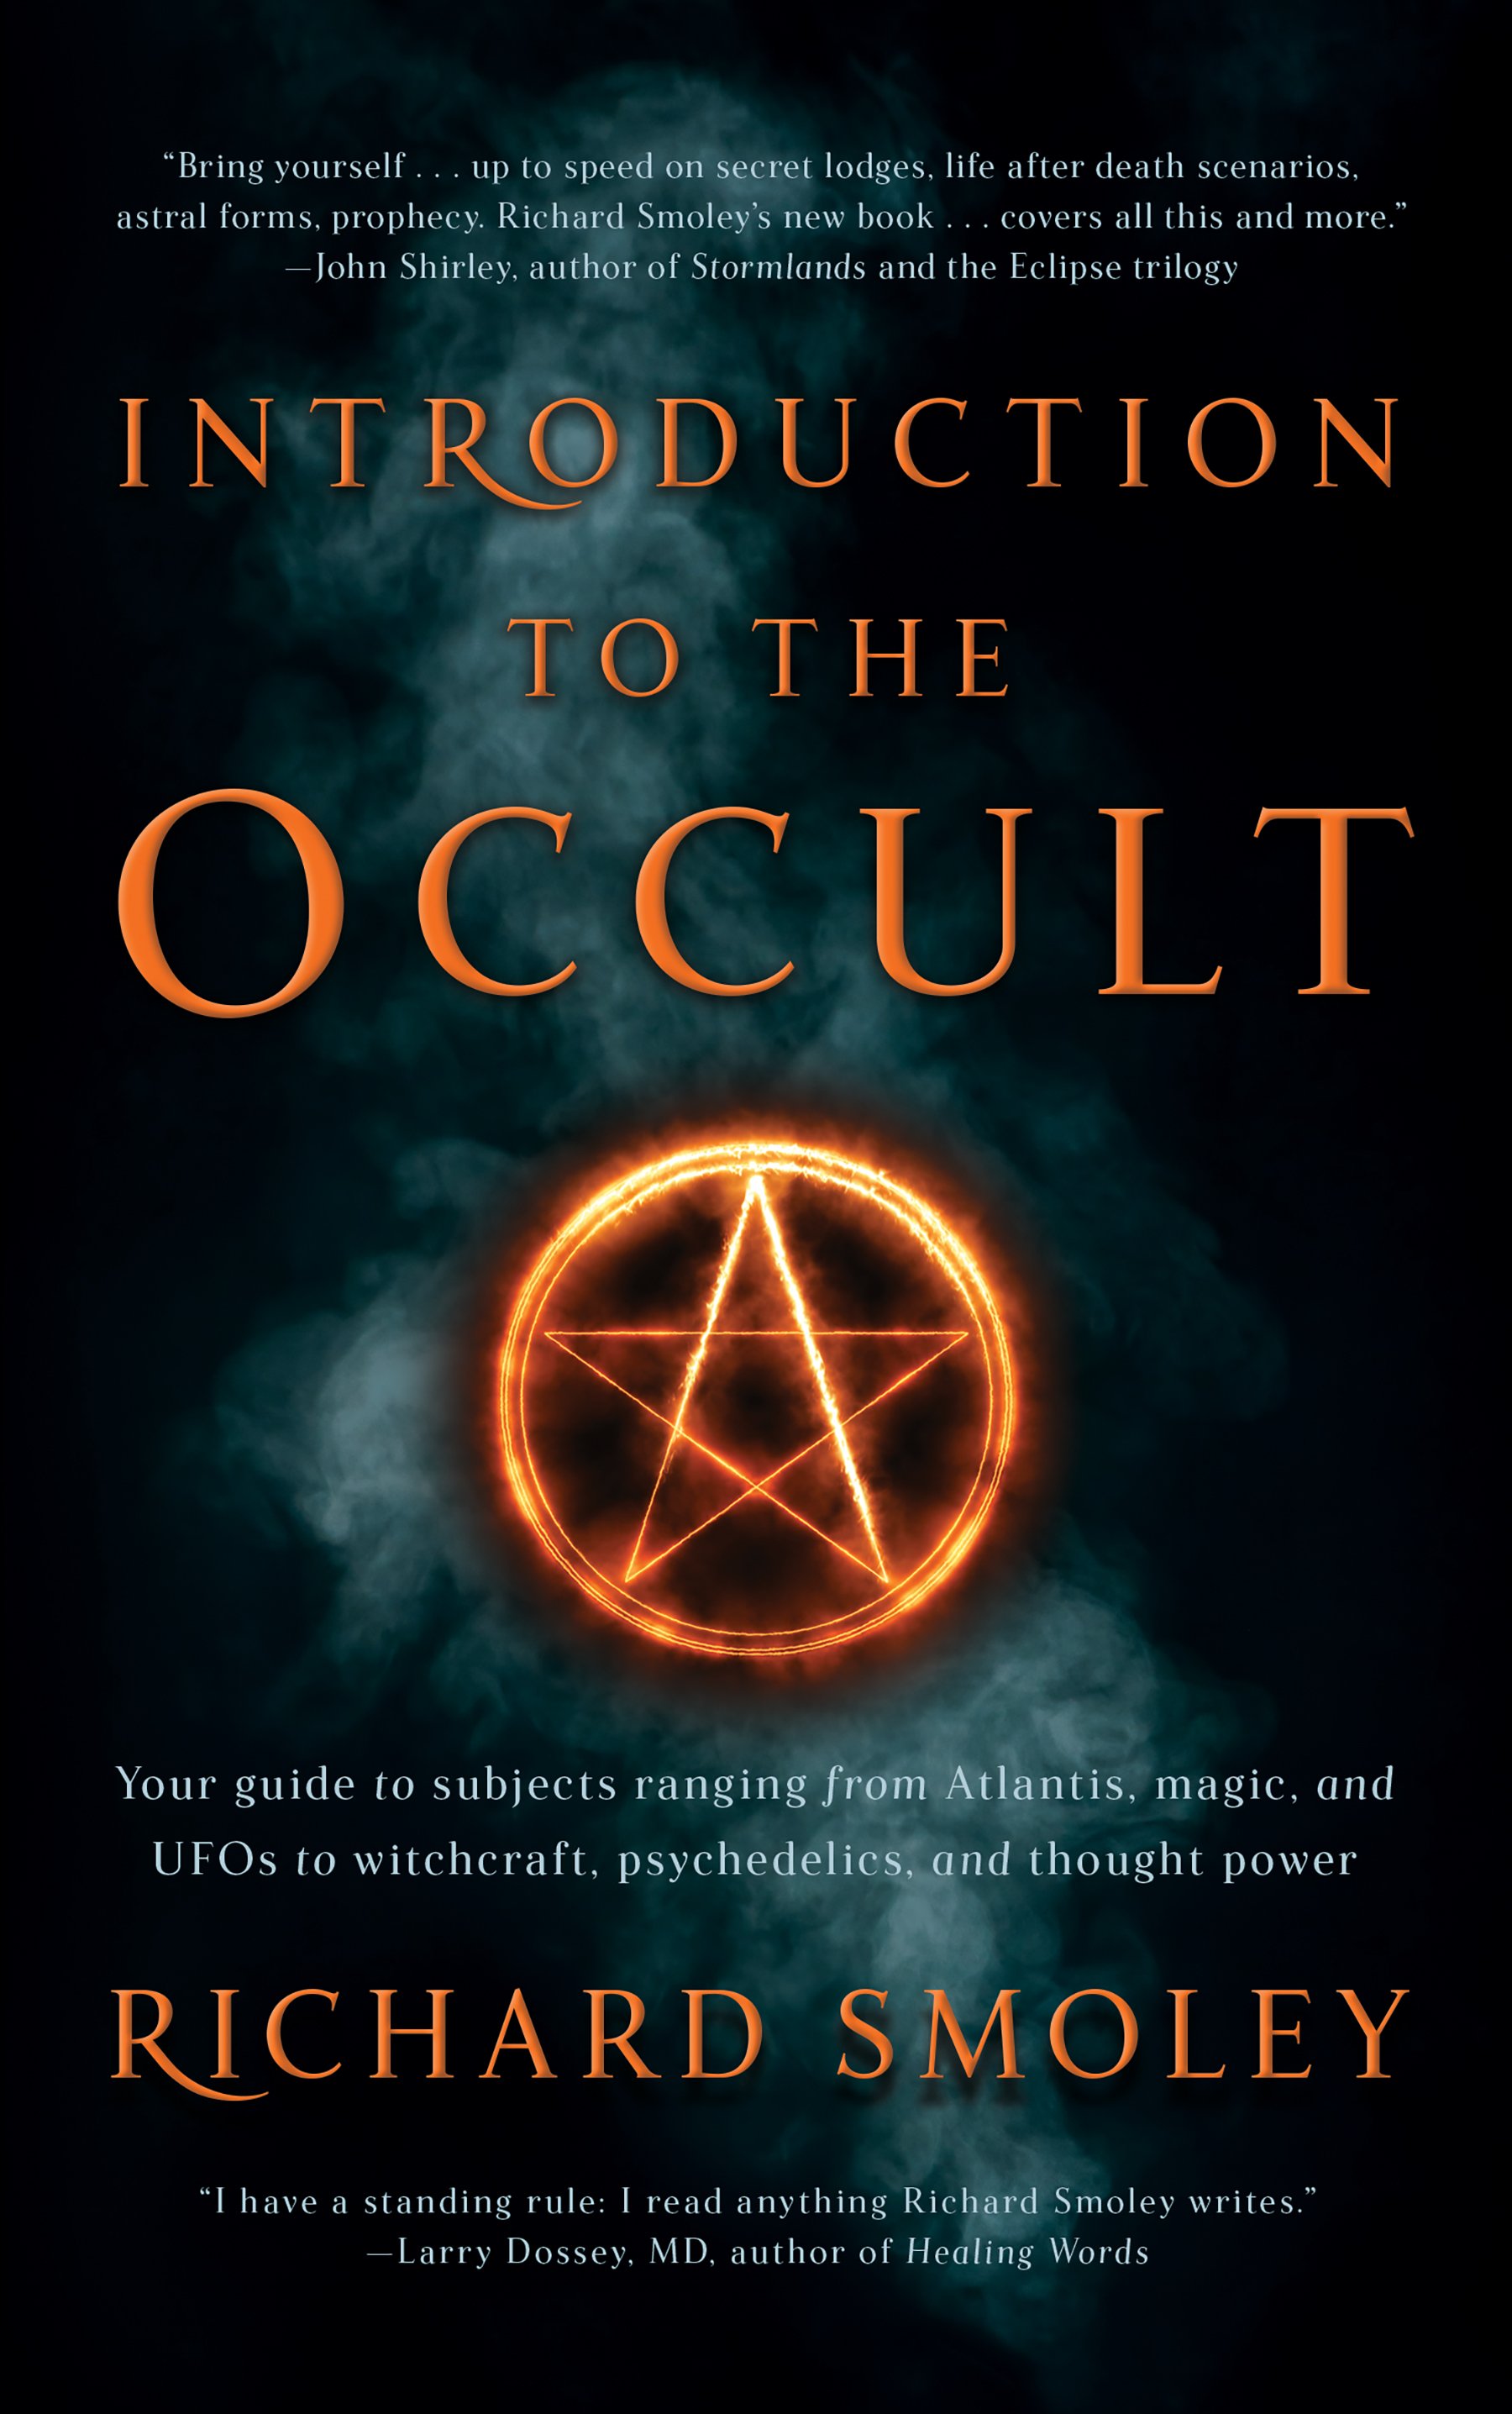 “Bring yourself . . . up to speed on secret lodges, life after death scenarios,
astral forms, prophecy. Richard Smoley’s new book . . . covers all this and more.”
—John Shirley, author of Stormlands and the Eclipse trilogy
INTRODUCTION
TO THE
OCCULT
Your guide to subjects ranging from Atlantis, magic, and
UFOs to witchcraft, psychedelics, and thought power
RICHARD SMOLEY
“I have a standing rule: I read anything Richard Smoley writes.”
—Larry Dossey, MD, author of Healing Words